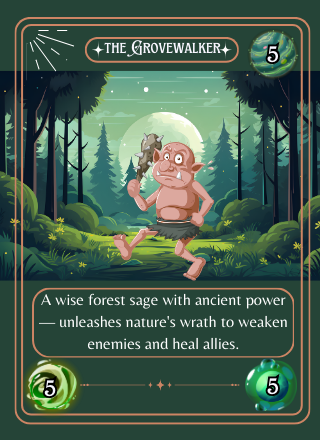 THE GROVEWALKER
5
A wise forest sage with ancient power
— unleashes nature's wrath to weaken
enemies and heal allies.
5
5